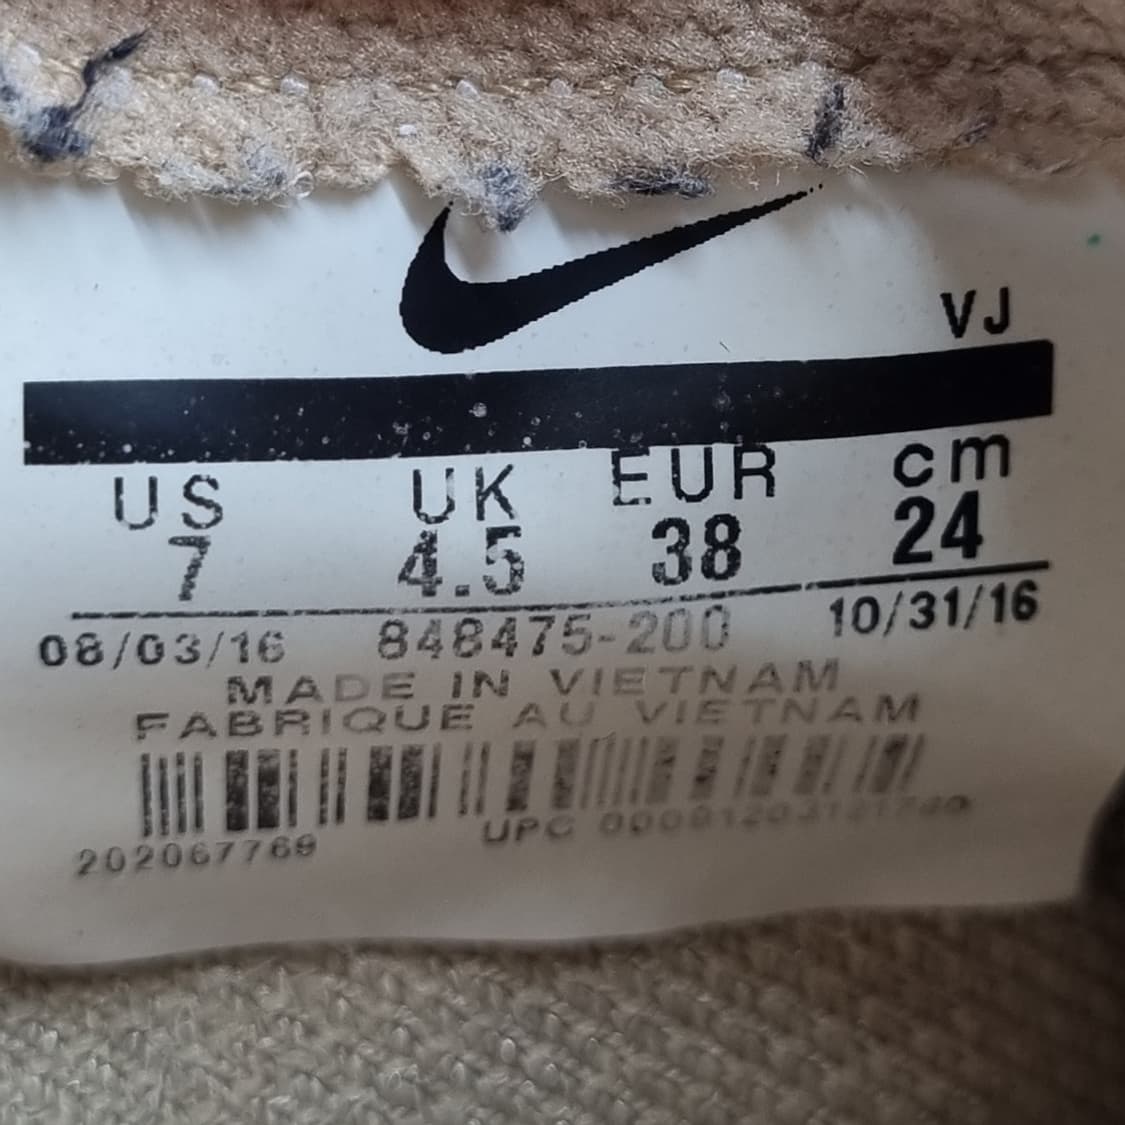 VJ
US UK EUR cm
7 4.5 38 24
08/03/16 848475-200 10/31/16
MADE IN VIETNAM
FABRIQUE AU VIETNAM
202067769 UPC